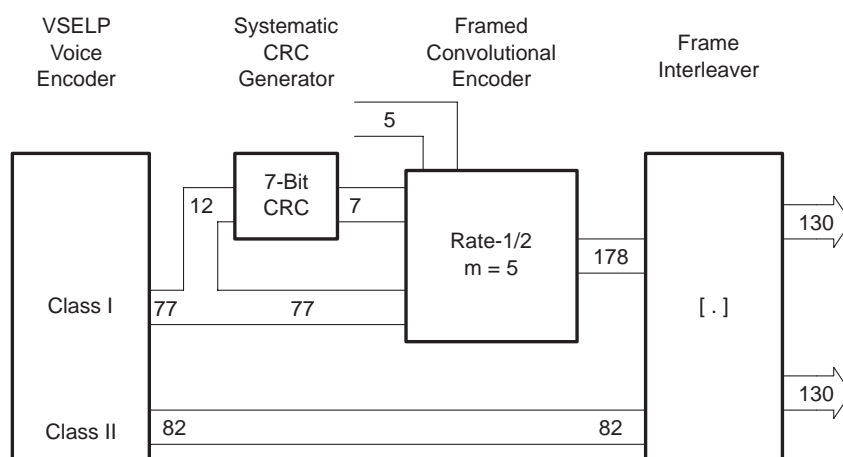 VSELP
Voice
Encoder
Systematic
CRC
Generator
Framed
Convolutional
Encoder
Frame
Interleaver
5
7-Bit
CRC
12
7
130
Rate-1/2
m = 5
178
Class I
77
77
[ . ]
130
Class II
82
82